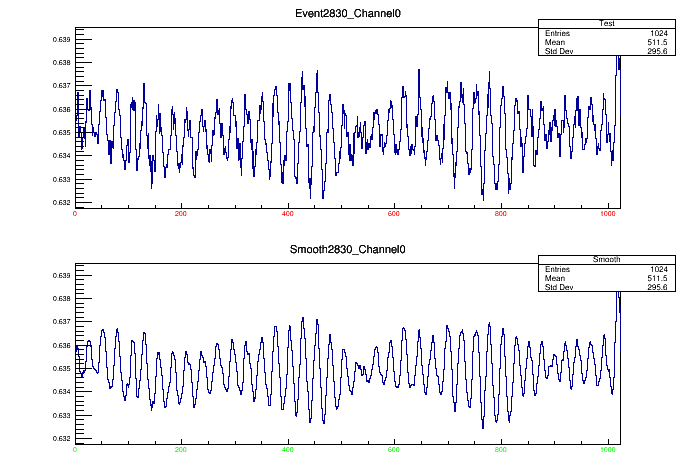 Event2830_Channel0
Test
Entries 1024
Mean 511.5
Std Dev 295.6
0.639
0.638
0.637
0.636
0.635
0.634
0.633
0.632
0 200 400 600 800 1000
Smooth2830_Channel0
Smooth
Entries 1024
Mean 511.5
Std Dev 295.6
0.639
0.638
0.637
0.636
0.635
0.634
0.633
0.632
0 200 400 600 800 1000